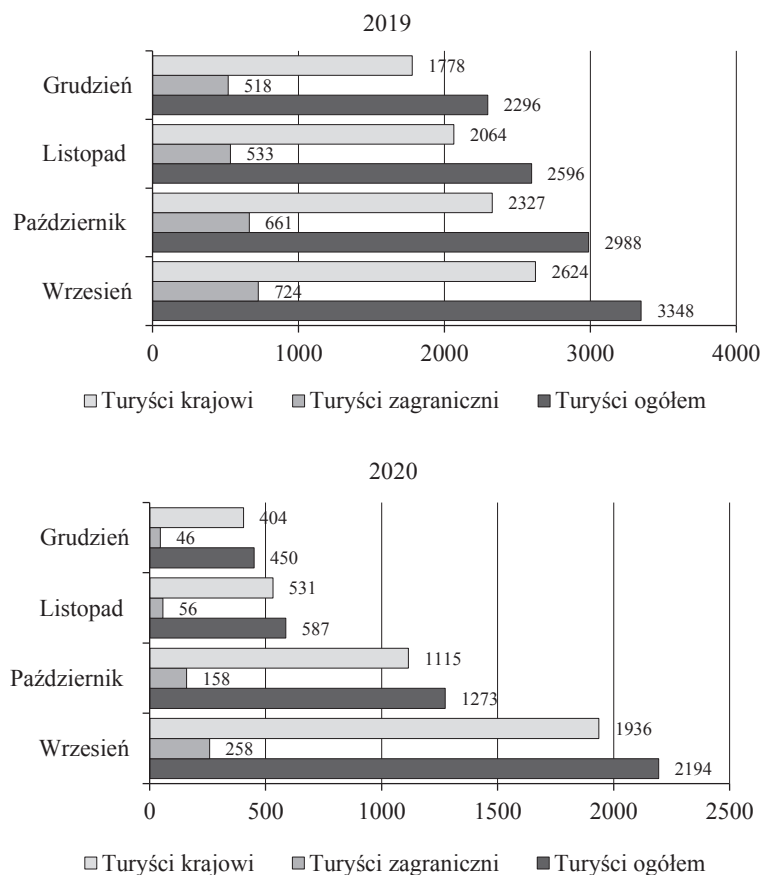 2019
Grudzień
1778
518
2296
Listopad
2064
533
2596
Październik
2327
661
2988
Wrzesień
2624
724
3348
0 1000 2000 3000 4000
Turyści krajowi Turyści zagraniczni Turyści ogółem
2020
Grudzień
404
46
450
Listopad
531
56
587
Październik
1115
158
1273
Wrzesień
1936
258
2194
0 500 1000 1500 2000 2500
Turyści krajowi Turyści zagraniczni Turyści ogółem